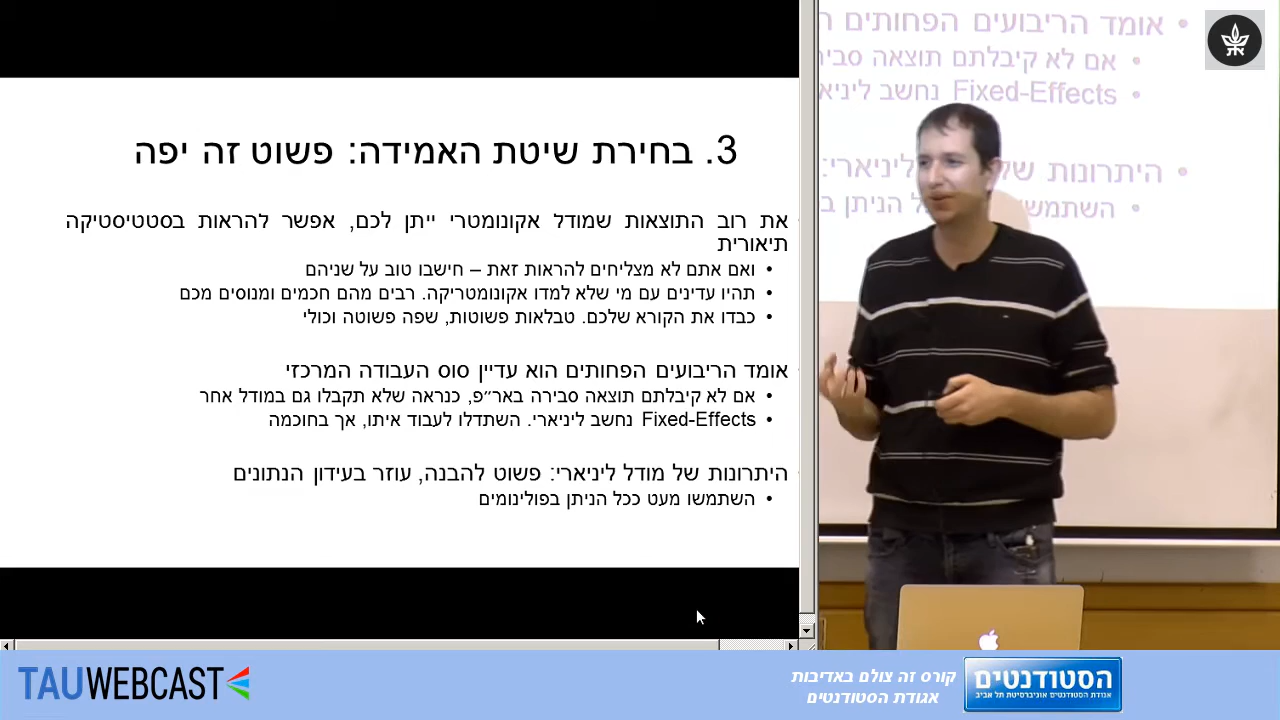 3. בחירת שיטת האמידה: פשוט זה יפה
את רוב התוצאות שמודל אקונומטרי ייתן לכם, אפשר להראות בסטטיסטיקה
תיאורית
• ואם אתם לא מצליחים להראות זאת – חישבו טוב על שניהם
• תהיו עדינים עם מי שלא למדו אקונומטריקה. רבים מהם חכמים ומנוסים מכם
• כבדו את הקורא שלכם. טבלאות פשוטות, שפה פשוטה וכולי
אומד הריבועים הפחותים הוא עדיין סוס העבודה המרכזי
• אם לא קיבלתם תוצאה סבירה באר״פ, כנראה שלא תקבלו גם במודל אחר
• Fixed-Effects נחשב ליניארי. השתדלו לעבוד איתו, אך בחוכמה
היתרונות של מודל ליניארי: פשוט להבנה, עוזר בעידון הנתונים
• השתמשו מעט ככל הניתן בפולינומים
• אומד הריבועים הפחותים
• אם לא קיבלתם תוצאה
• Fixed-Effects נחשב
• היתרונות של ליניארי:
• השתמשו הניתן
TAUWEBCAST
קורס זה צולם באדיבות
אגודת הסטודנטים
הסטודנטים
אגודת הסטודנטים אוניברסיטת תל אביב